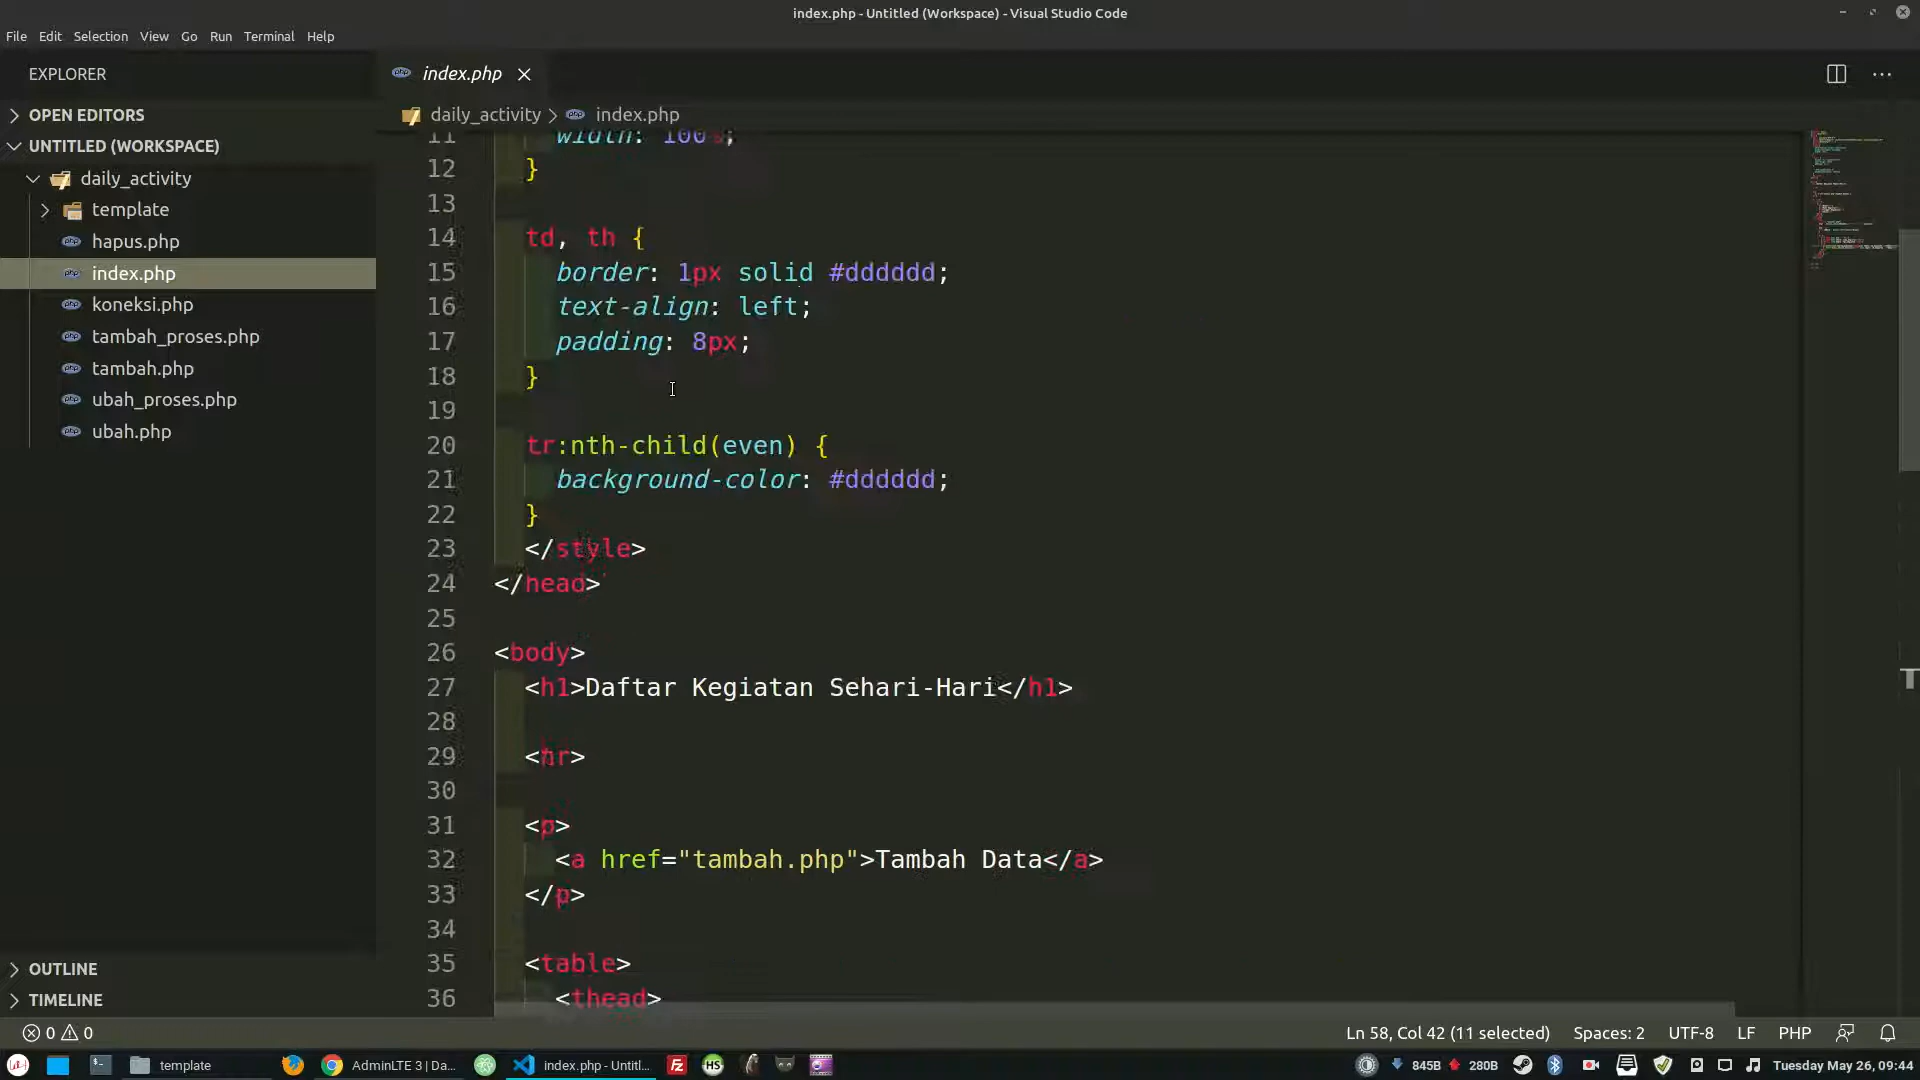 index.php - Untitled (Workspace) - Visual Studio Code
File Edit Selection View Go Run Terminal Help
EXPLORER
OPEN EDITORS
UNTITLED (WORKSPACE)
daily_activity
template
hapus.php
index.php
koneksi.php
tambah_proses.php
tambah.php
ubah_proses.php
ubah.php
OUTLINE
TIMELINE
index.php
daily_activity > index.php
11 width: 100%;
12 }
13
14 td, th {
15 border: 1px solid #dddddd;
16 text-align: left;
17 padding: 8px;
18 }
19
20 tr:nth-child(even) {
21 background-color: #dddddd;
22 }
23 </style>
24 </head>
25
26 <body>
27 <h1>Daftar Kegiatan Sehari-Hari</h1>
28
29 <hr>
30
31 <p>
32 <a href="tambah.php">Tambah Data</a>
33 </p>
34
35 <table>
36 <thead>
0 0
Ln 58, Col 42 (11 selected) Spaces: 2 UTF-8 LF PHP
template
AdminLTE 3 | Da...
index.php - Untitl...
845B 280B
Tuesday May 26, 09:44